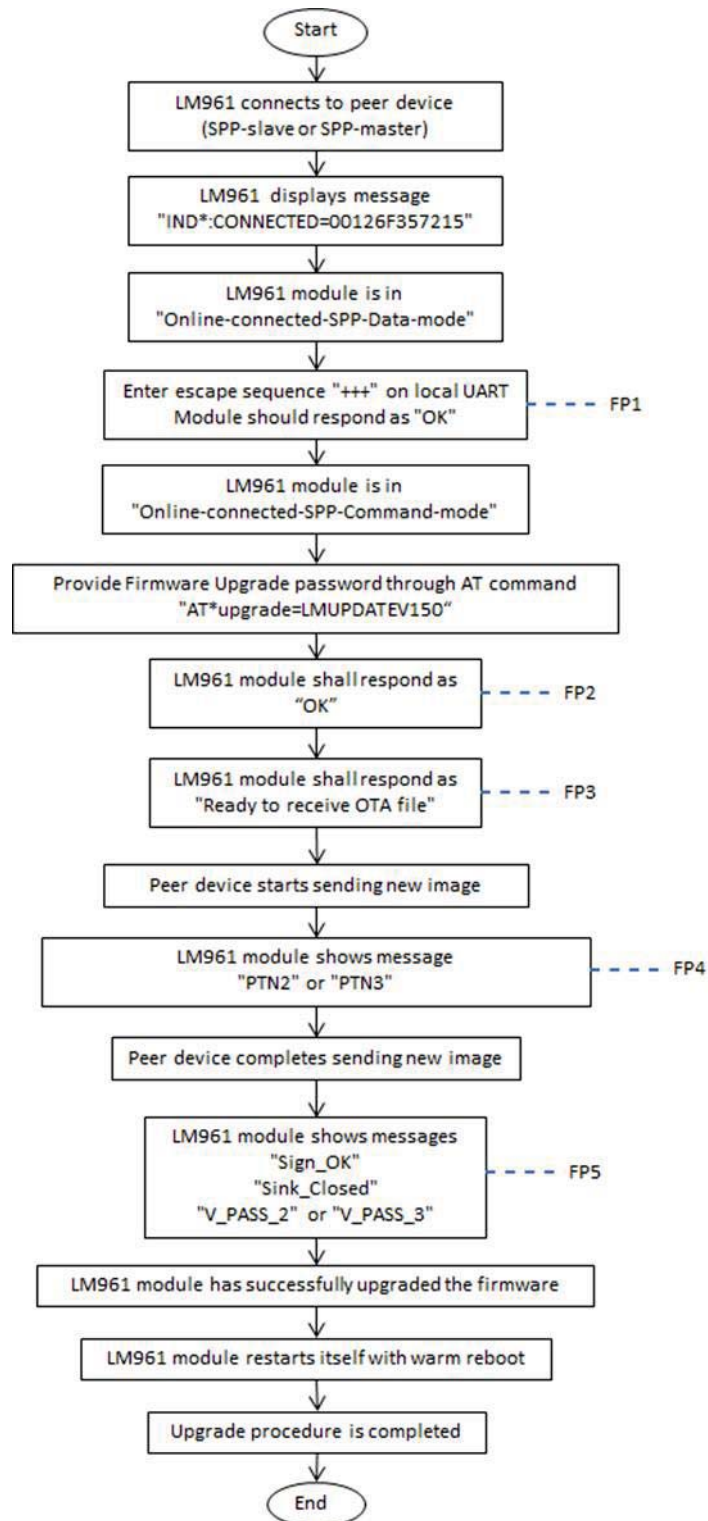 Start
LM961 connects to peer device
(SPP-slave or SPP-master)
LM961 displays message
"IND*:CONNECTED=00126F357215"
LM961 module is in
"Online-connected-SPP-Data-mode"
Enter escape sequence "+++" on local UART
Module should respond as "OK"
FP1
LM961 module is in
"Online-connected-SPP-Command-mode"
Provide Firmware Upgrade password through AT command
"AT*upgrade=LMUPDATEV150“
LM961 module shall respond as
“OK”
FP2
LM961 module shall respond as
"Ready to receive OTA file"
FP3
Peer device starts sending new image
LM961 module shows message
"PTN2" or "PTN3"
FP4
Peer device completes sending new image
LM961 module shows messages
"Sign_OK"
"Sink_Closed"
"V_PASS_2" or "V_PASS_3"
FP5
LM961 module has successfully upgraded the firmware
LM961 module restarts itself with warm reboot
Upgrade procedure is completed
End